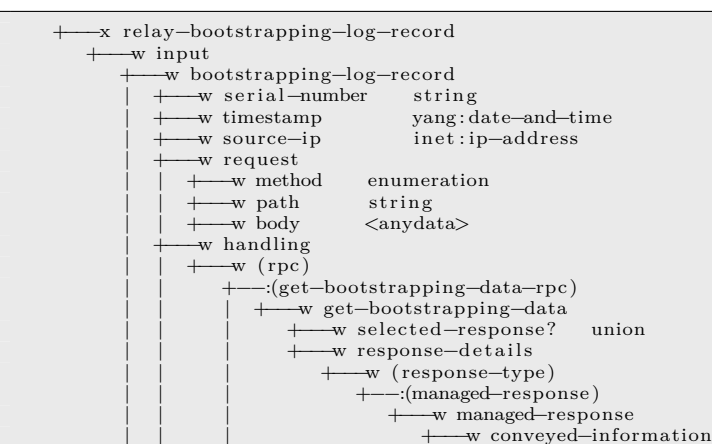 +---x relay-bootstrapping-log-record
+---w input
+---w bootstrapping-log-record
| +---w serial-number string
| +---w timestamp yang:date-and-time
| +---w source-ip inet:ip-address
| +---w request
| | +---w method enumeration
| | +---w path string
| | +---w body <anydata>
| +---w handling
| | +---w (rpc)
| | +--:(get-bootstrapping-data-rpc)
| | | +---w get-bootstrapping-data
| | | +---w selected-response? union
| | | +---w response-details
| | | +---w (response-type)
| | | +--:(managed-response)
| | | +---w managed-response
| | | +---w conveyed-information